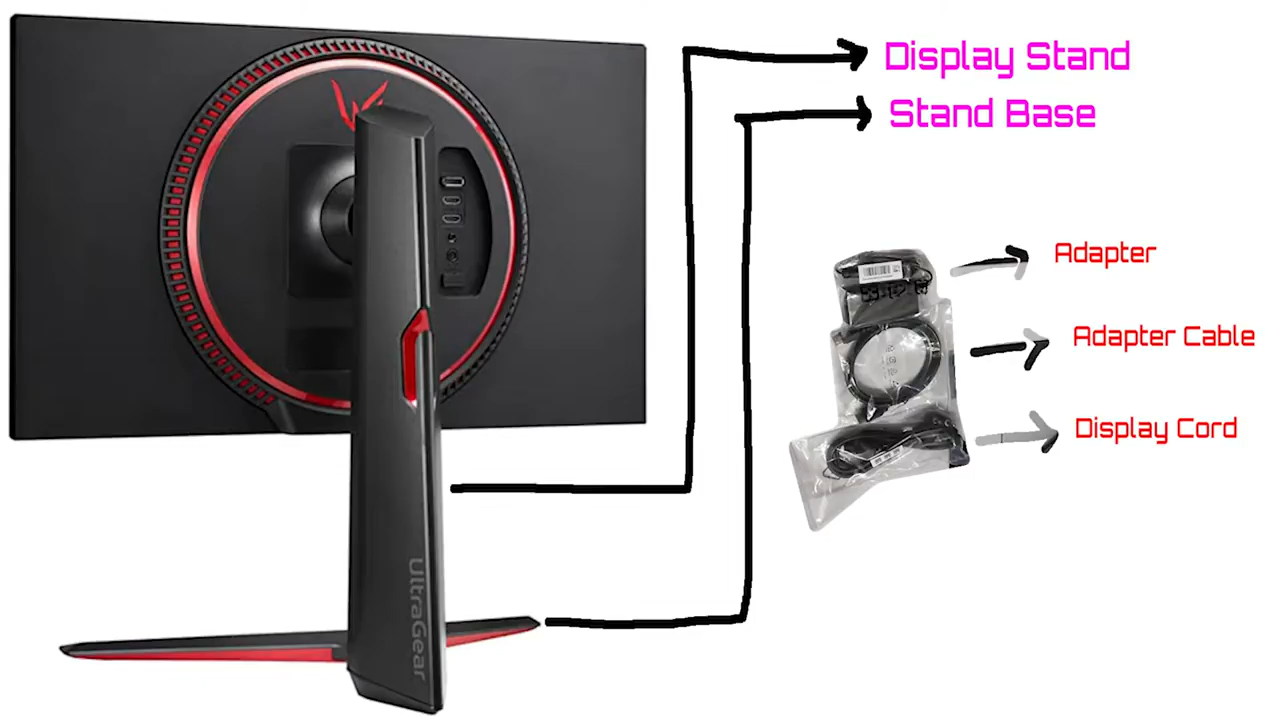 Display Stand
Stand Base
Adapter
Adapter Cable
Display Cord
UltraGear